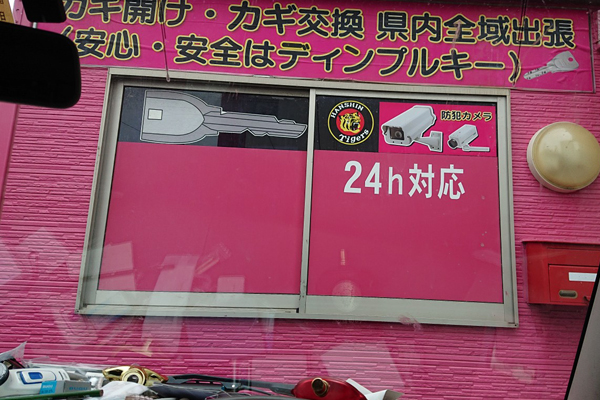 カギ開け・カギ交換 県内全域出張
(安心・安全はディンプルキー)
HANSHIN
Tigers
防犯カメラ
24h対応